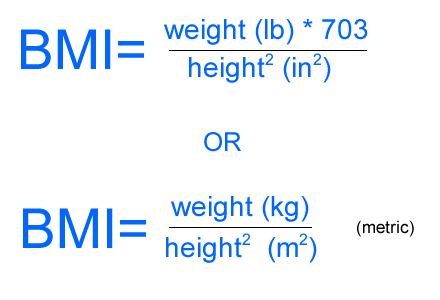 BMI= weight (lb) * 703
height² (in²)
OR
BMI= weight (kg)
height² (m²)
(metric)